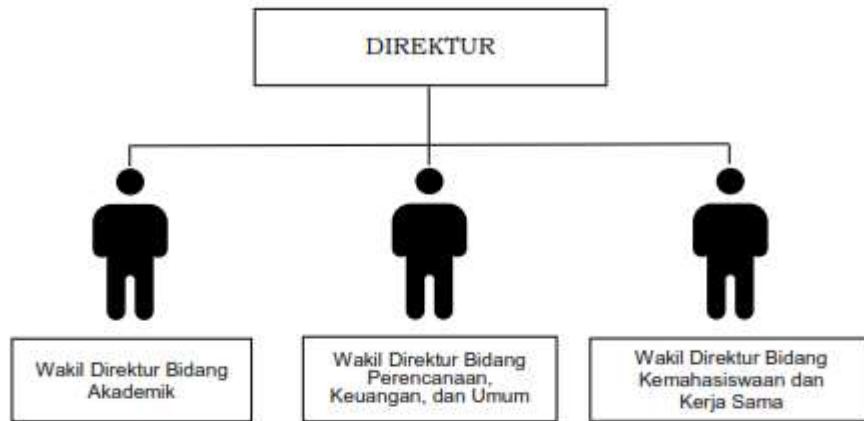 DIREKTUR
Wakil Direktur Bidang
Akademik
Wakil Direktur Bidang
Perencanaan,
Keuangan, dan Umum
Wakil Direktur Bidang
Kemahasiswaan dan
Kerja Sama